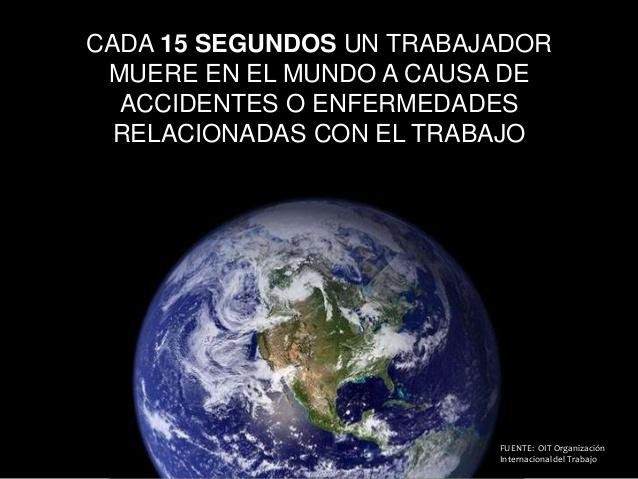 CADA 15 SEGUNDOS UN TRABAJADOR
MUERE EN EL MUNDO A CAUSA DE
ACCIDENTES O ENFERMEDADES
RELACIONADAS CON EL TRABAJO
FUENTE: OIT Organización
Internacional del Trabajo